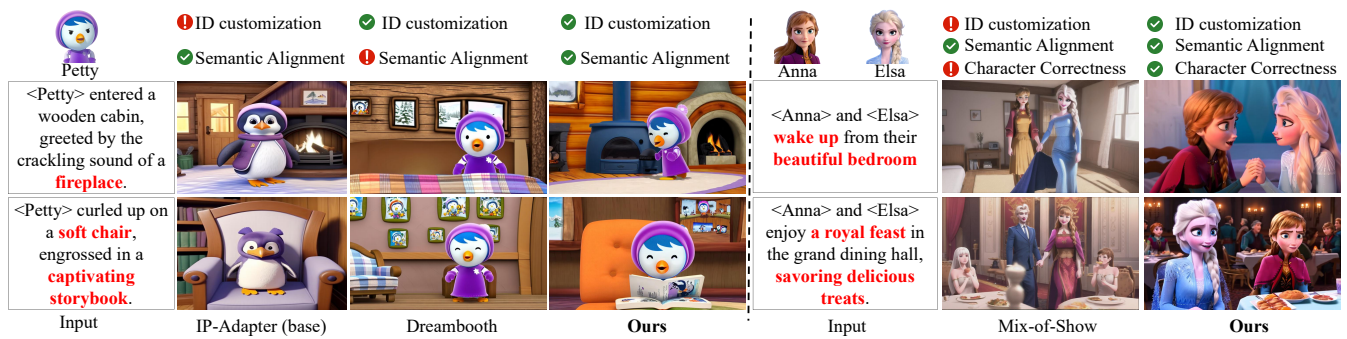 Petty
ID customization
Semantic Alignment
ID customization
Semantic Alignment
ID customization
Semantic Alignment
Anna
Elsa
ID customization
Semantic Alignment
Character Correctness
ID customization
Semantic Alignment
Character Correctness
<Petty> entered a
wooden cabin,
greeted by the
crackling sound of a
fireplace.
<Anna> and <Elsa>
wake up from their
beautiful bedroom
<Petty> curled up on
a soft chair,
engrossed in a
captivating
storybook.
<Anna> and <Elsa>
enjoy a royal feast in
the grand dining hall,
savoring delicious
treats.
Input
IP-Adapter (base)
Dreambooth
Ours
Input
Mix-of-Show
Ours